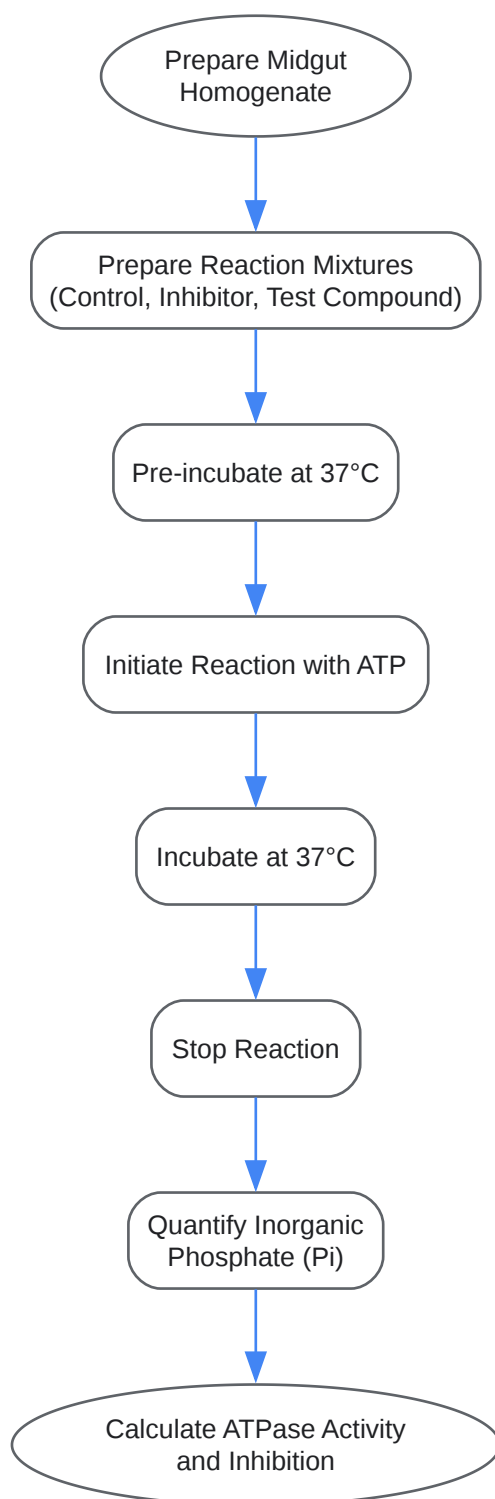 Prepare Midgut
Homogenate
Prepare Reaction Mixtures
(Control, Inhibitor, Test Compound)
Pre-incubate at 37°C
Initiate Reaction with ATP
Incubate at 37°C
Stop Reaction
Quantify Inorganic
Phosphate (Pi)
Calculate ATPase Activity
and Inhibition